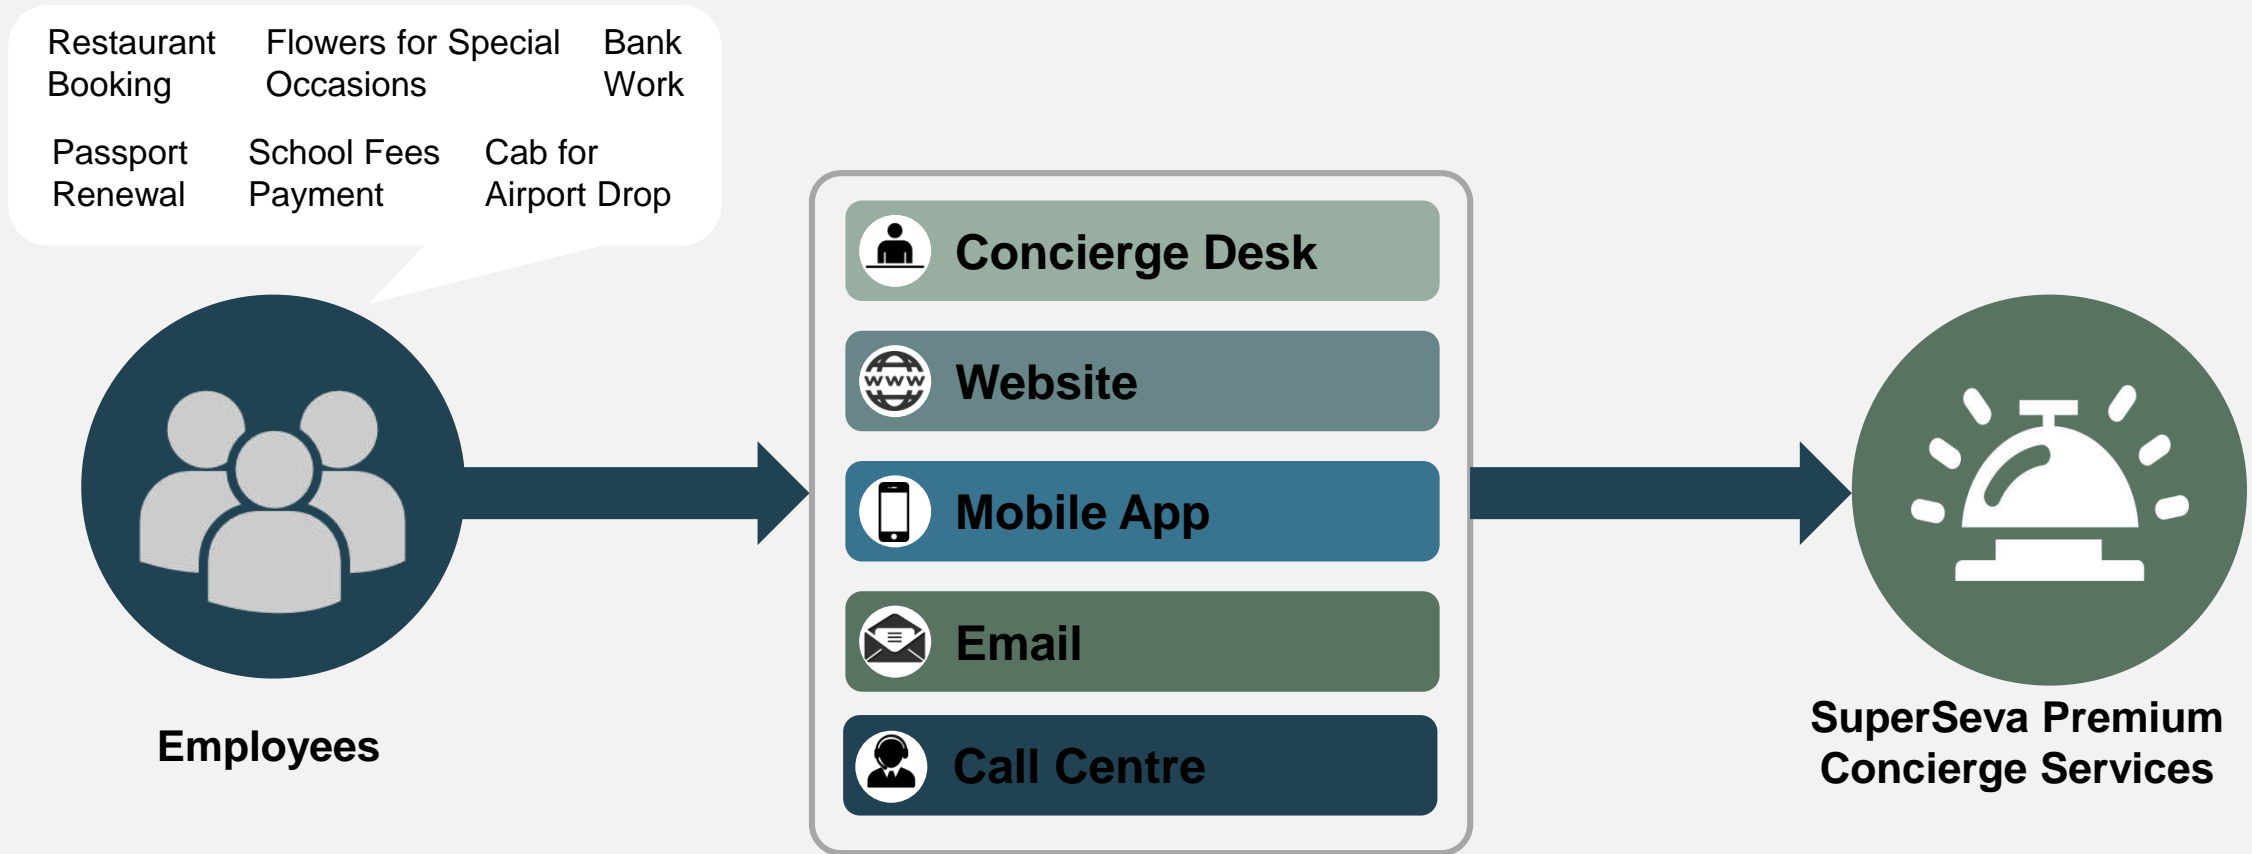 Restaurant Flowers for Special Bank
Booking Occasions Work
Passport School Fees Cab for
Renewal Payment Airport Drop
Concierge Desk
www
Website
Mobile App
Email
Call Centre
Employees
SuperSeva Premium
Concierge Services